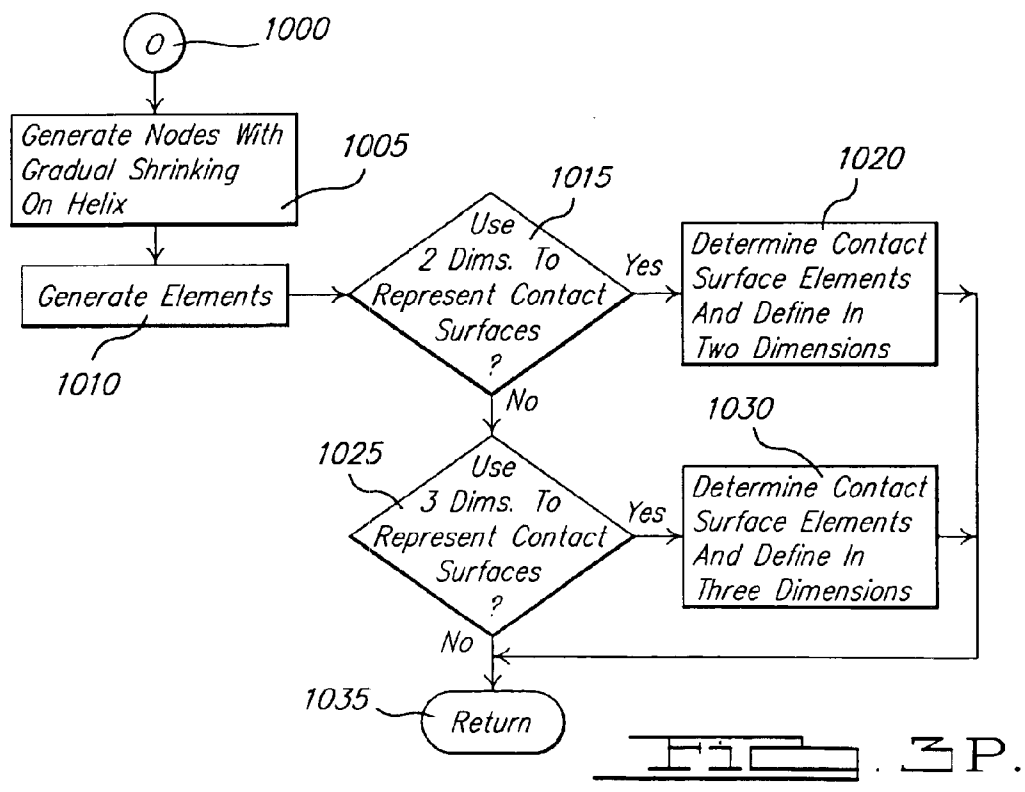 O
1000
Generate Nodes With
Gradual Shrinking
On Helix
1005
Generate Elements
1010
Use
2 Dims. To
Represent Contact
Surfaces
?
1015
Yes
No
Determine Contact
Surface Elements
And Define In
Two Dimensions
1020
Use
3 Dims. To
Represent Contact
Surfaces
?
1025
Yes
No
Determine Contact
Surface Elements
And Define In
Three Dimensions
1030
Return
1035
Fig. 3P.